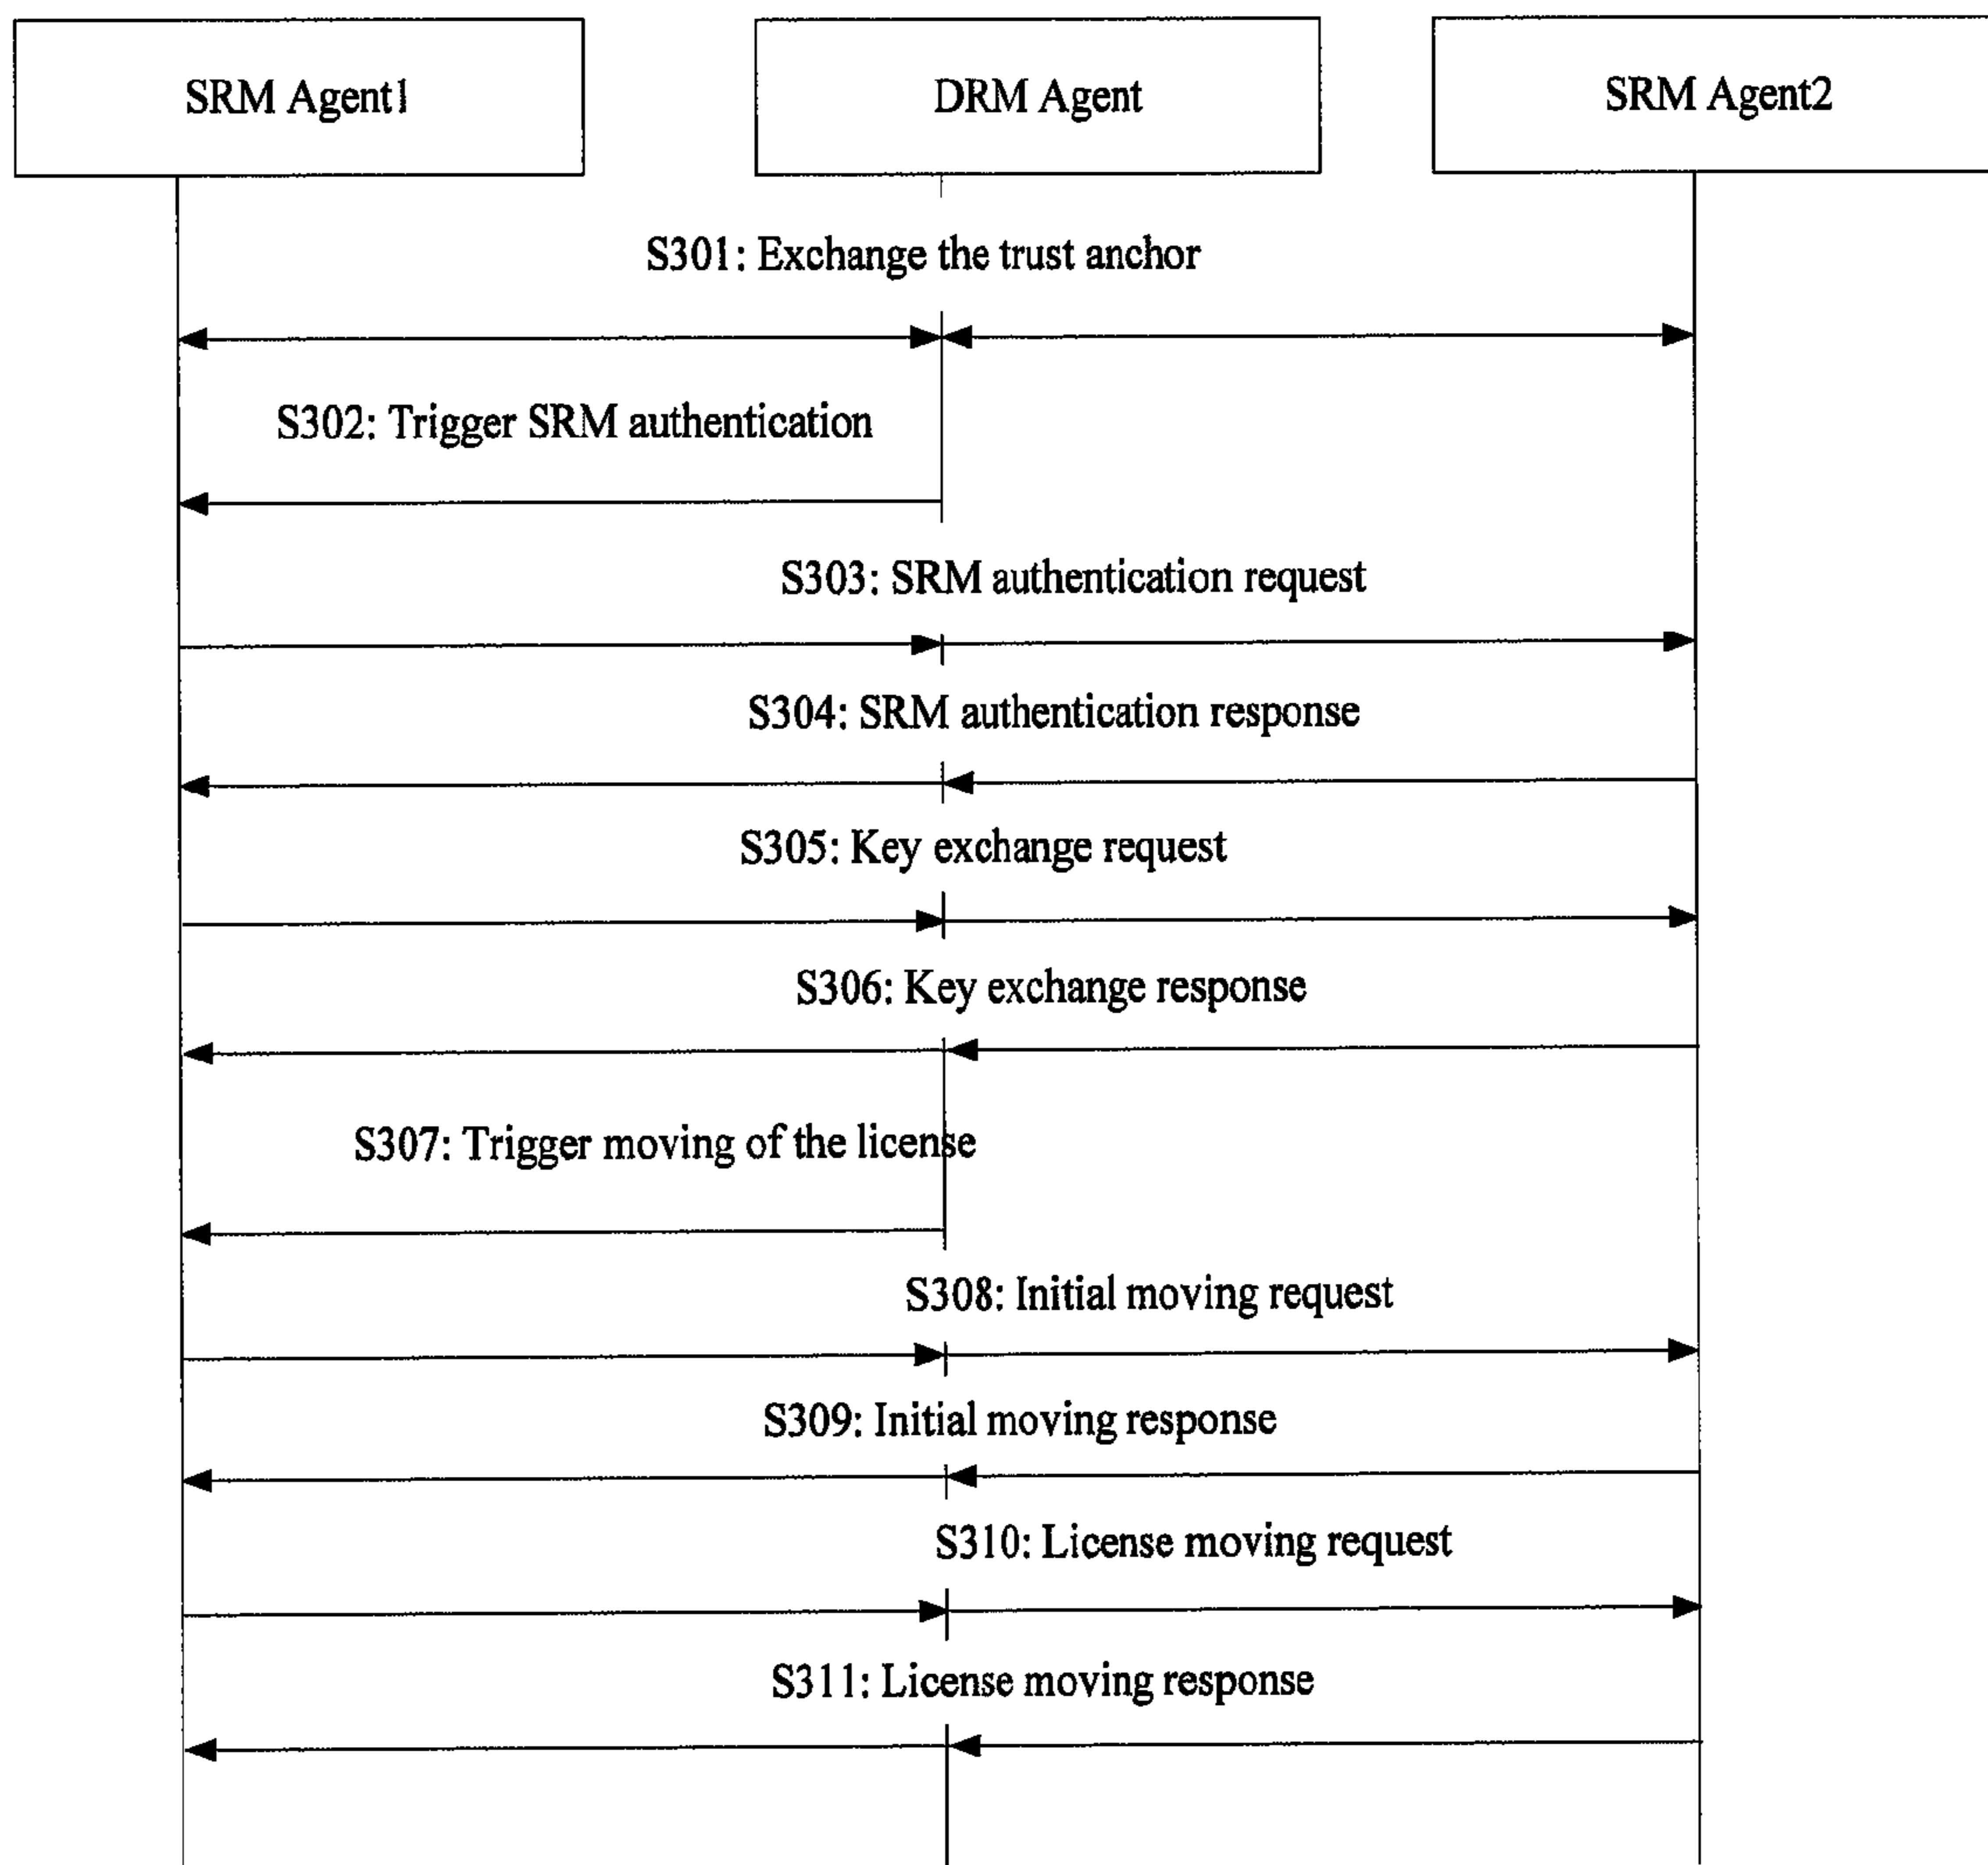 SRM Agent1
DRM Agent
SRM Agent2
S301: Exchange the trust anchor
S302: Trigger SRM authentication
S303: SRM authentication request
S304: SRM authentication response
S305: Key exchange request
S306: Key exchange response
S307: Trigger moving of the license
S308: Initial moving request
S309: Initial moving response
S310: License moving request
S311: License moving response